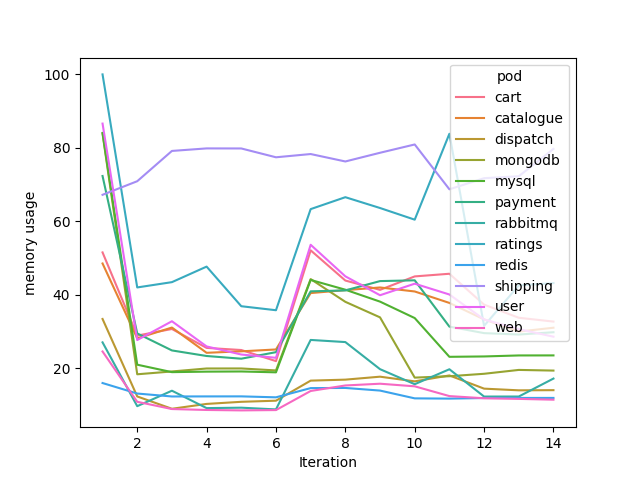 100
80
60
40
20
memory usage
2
4
6
8
10
12
14
Iteration
pod
cart
catalogue
dispatch
mongodb
mysql
payment
rabbitmq
ratings
redis
shipping
user
web